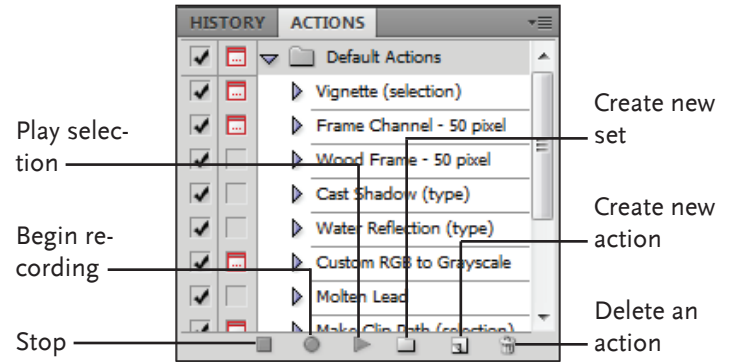 HISTORY ACTIONS
Default Actions
Vignette (selection)
Frame Channel - 50 pixel
Wood Frame - 50 pixel
Cast Shadow (type)
Water Reflection (type)
Custom RGB to Grayscale
Molten Lead
Make Clip Path (selection)
Play selec-
tion
Begin re-
cording
Stop
Create new
set
Create new
action
Delete an
action